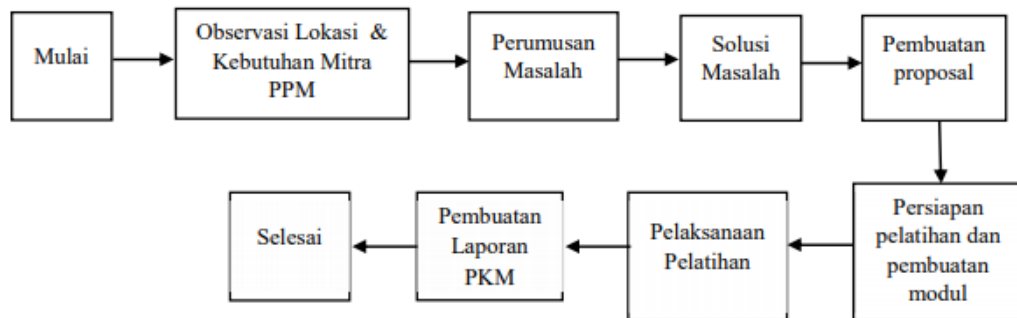 Mulai
Observasi Lokasi &
Kebutuhan Mitra
PPM
Perumusan
Masalah
Solusi
Masalah
Pembuatan
proposal
Persiapan
pelatihan dan
pembuatan
modul
Pelaksanaan
Pelatihan
Pembuatan
Laporan
PKM
Selesai